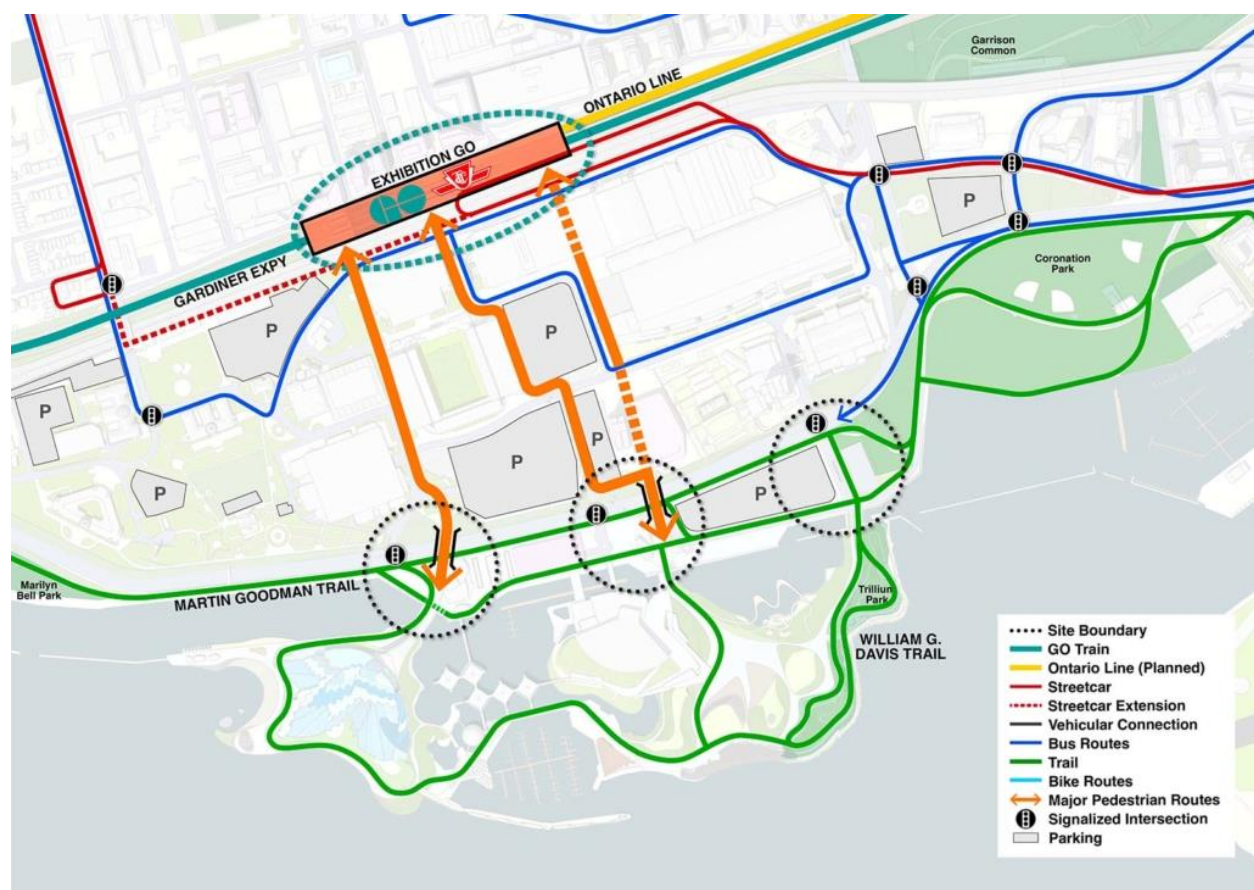 Garrison
Common
ONTARIO LINE
EXHIBITION GO
GARDINER EXPY
P
Coronation
Park
P
P
P
P
P
P
P
P
Marilyn
Bell Park
MARTIN GOODMAN TRAIL
Trilliun
Park
WILLIAM G.
DAVIS TRAIL
Site Boundary
GO Train
Ontario Line (Planned)
Streetcar
Streetcar Extension
Vehicular Connection
Bus Routes
Trail
Bike Routes
Major Pedestrian Routes
Signalized Intersection
Parking